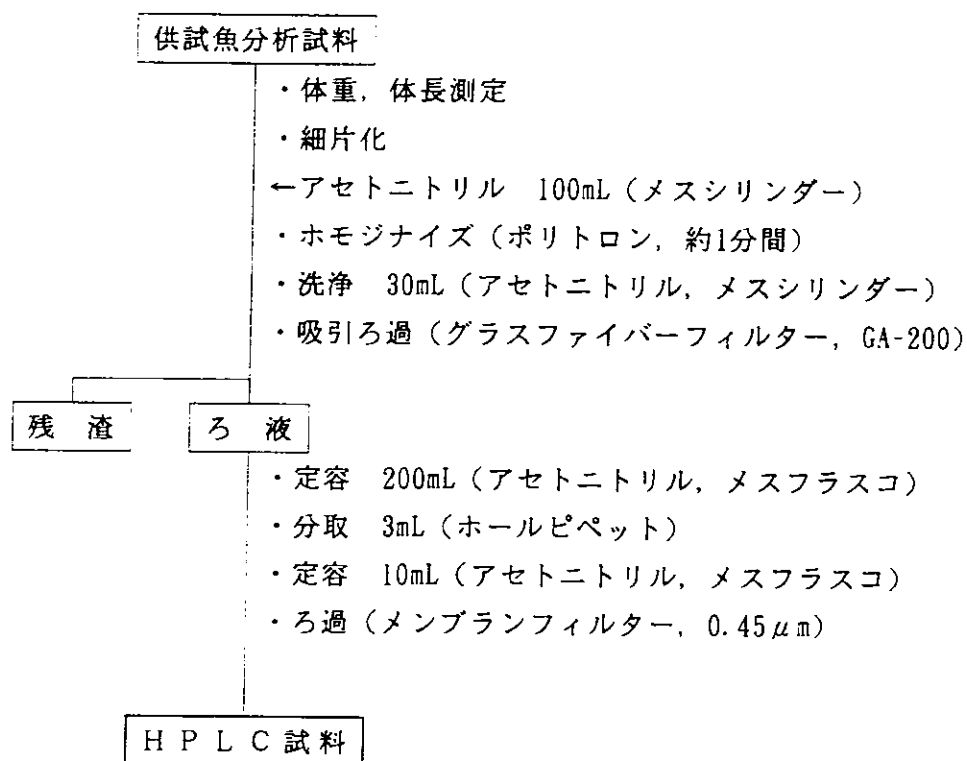 供試魚分析試料
・体重，体長測定
・細片化
←アセトニトリル 100mL（メスシリンダー）
・ホモジナイズ（ポリトロン，約1分間）
・洗浄 30mL（アセトニトリル，メスシリンダー）
・吸引ろ過（グラスファイバーフィルター，GA-200）
残 渣 ろ 液
・定容 200mL（アセトニトリル，メスフラスコ）
・分取 3mL（ホールピペット）
・定容 10mL（アセトニトリル，メスフラスコ）
・ろ過（メンブランフィルター，0.45μm）
ＨＰＬＣ試料